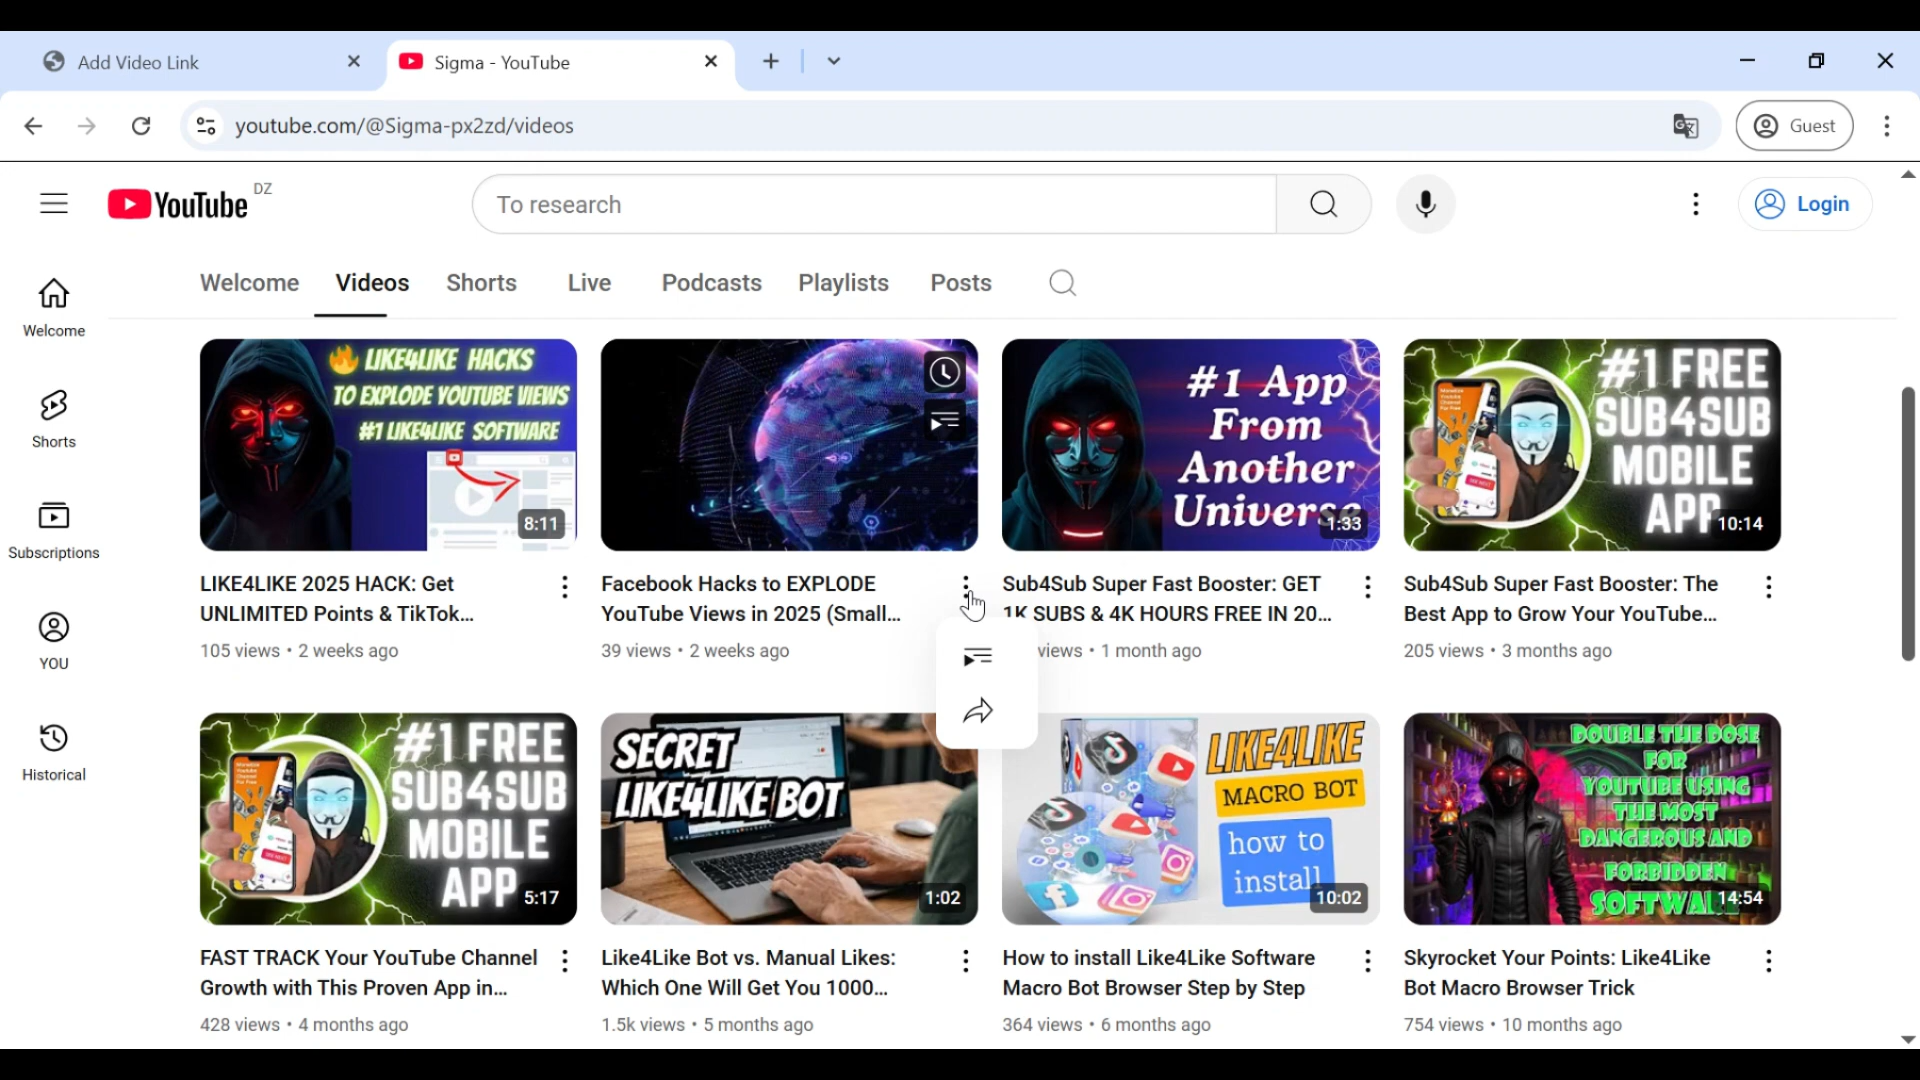 Add Video Link
Sigma - YouTube
youtube.com/@Sigma-px2zd/videos
Guest
YouTube DZ
To research
Login
Welcome Videos Shorts Live Podcasts Playlists Posts
Welcome
Shorts
Subscriptions
YOU
Historical
LIKE4LIKE HACKS
TO EXPLODE YOUTUBE VIEWS
#1 LIKE4LIKE SOFTWARE
8:11
LIKE4LIKE 2025 HACK: Get
UNLIMITED Points & TikTok...
105 views • 2 weeks ago
Facebook Hacks to EXPLODE
YouTube Views in 2025 (Small...
39 views • 2 weeks ago
#1 App
From
Another
Universe
1:33
Sub4Sub Super Fast Booster: GET
1K SUBS & 4K HOURS FREE IN 20...
views • 1 month ago
#1 FREE
SUB4SUB
MOBILE
APP
10:14
Sub4Sub Super Fast Booster: The
Best App to Grow Your YouTube...
205 views • 3 months ago
#1 FREE
SUB4SUB
MOBILE
APP
5:17
FAST TRACK Your YouTube Channel
Growth with This Proven App in...
428 views • 4 months ago
SECRET
LIKE4LIKE BOT
1:02
Like4Like Bot vs. Manual Likes:
Which One Will Get You 1000...
1.5k views • 5 months ago
LIKE4LIKE
MACRO BOT
how to
install
10:02
How to install Like4Like Software
Macro Bot Browser Step by Step
364 views • 6 months ago
DOUBLE THE DOSE
FOR
YOUTUBE USING
THE MOST
DANGEROUS AND
FORBIDDEN
14:54
Skyrocket Your Points: Like4Like
Bot Macro Browser Trick
754 views • 10 months ago